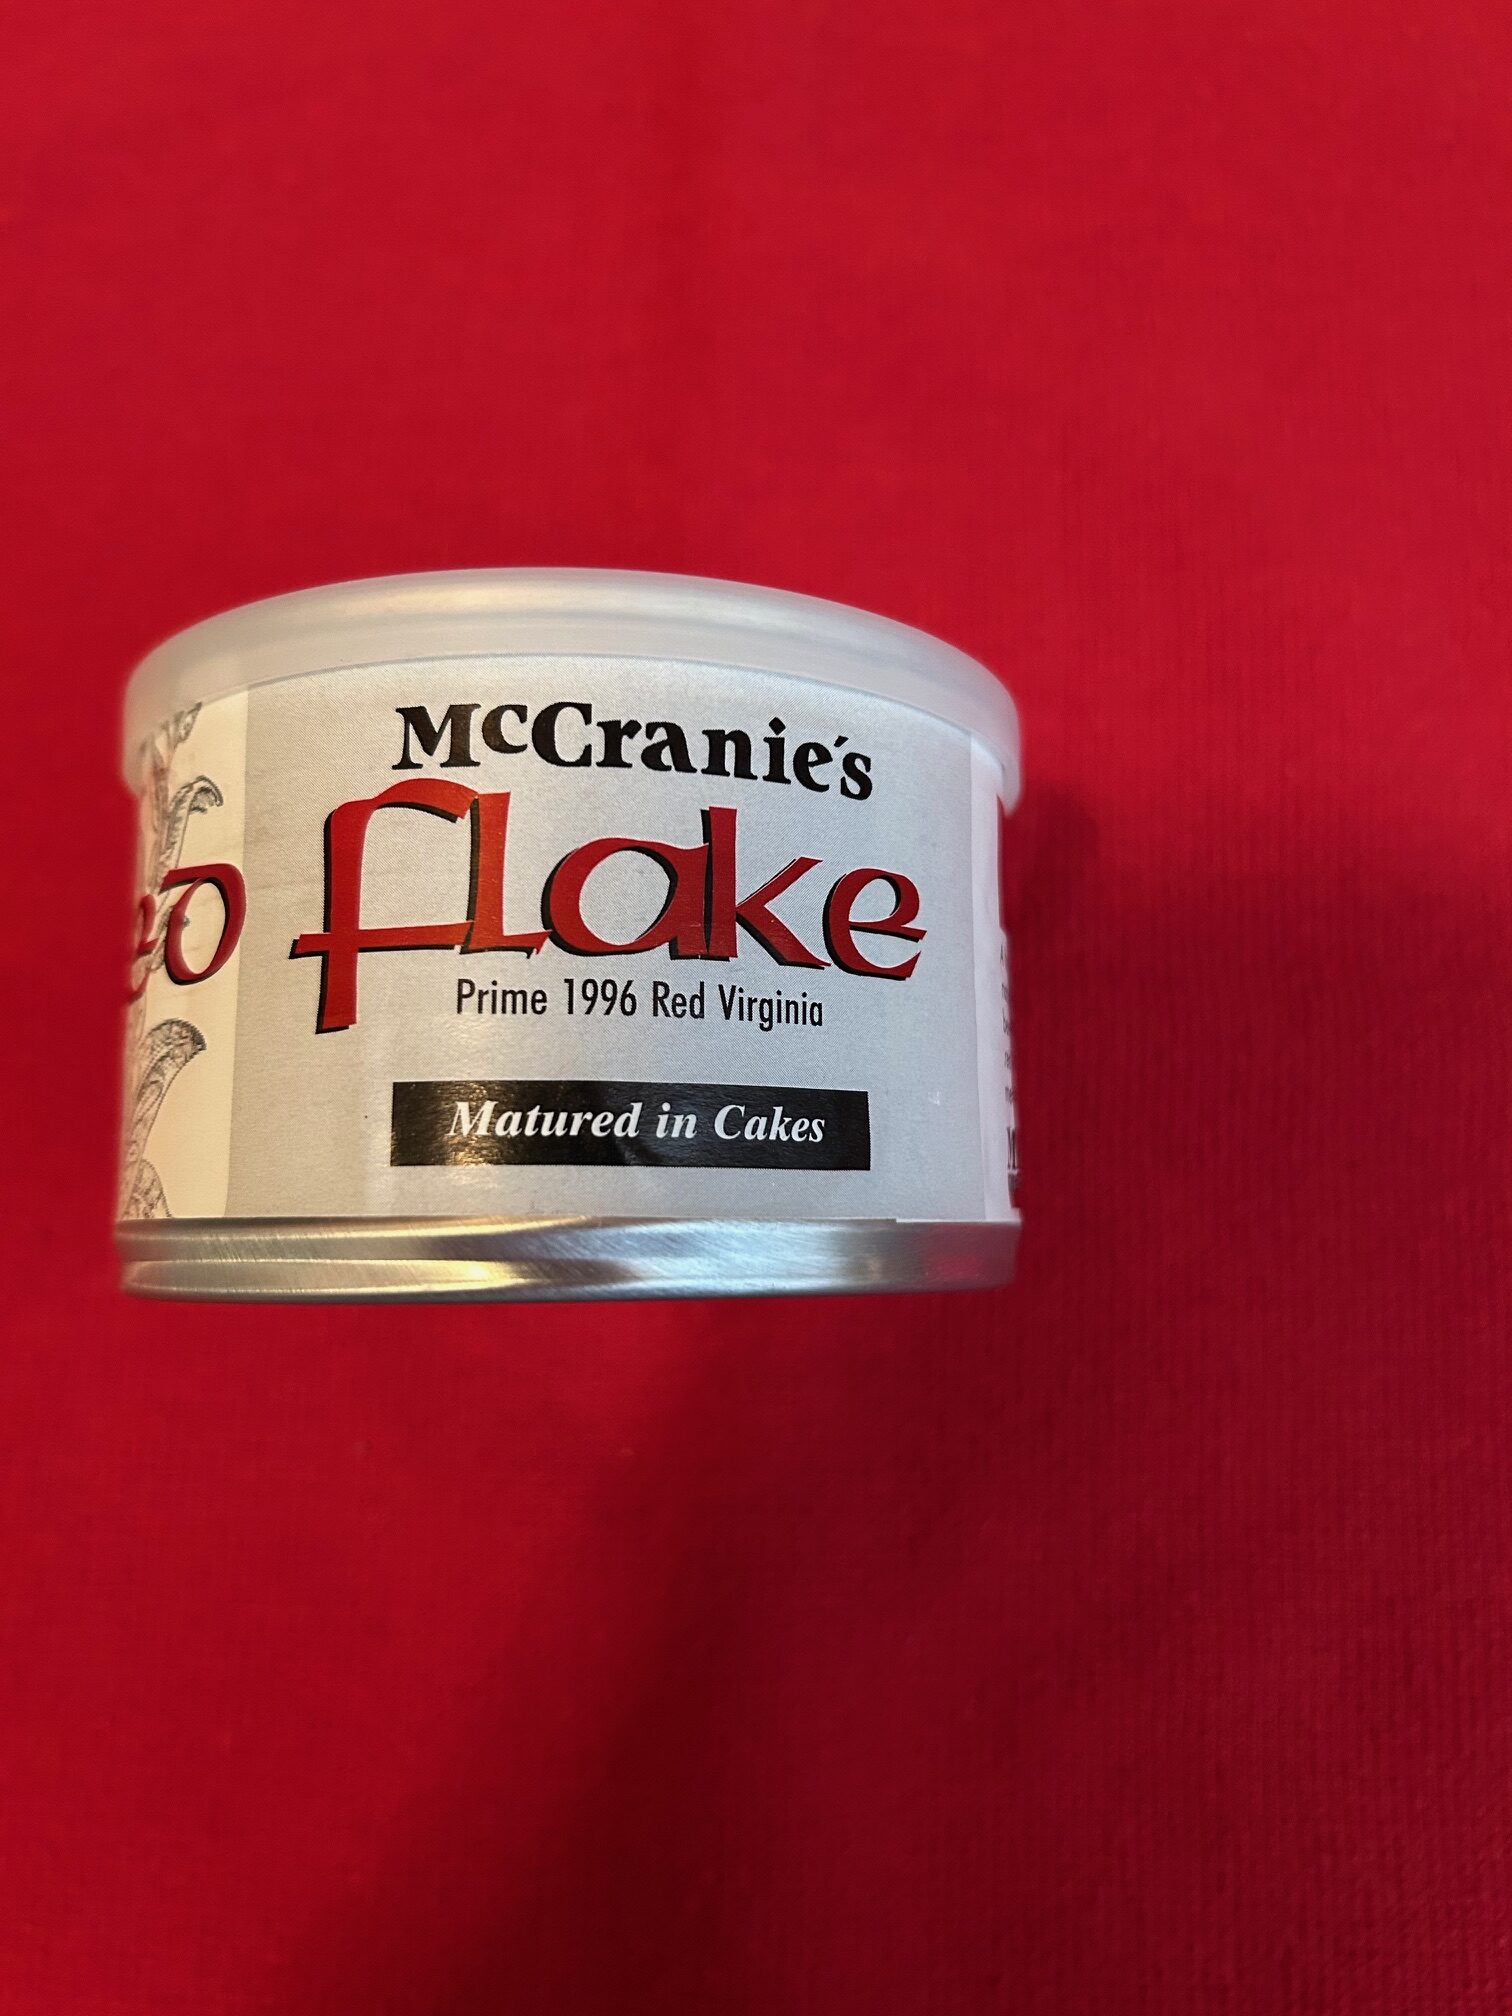 McCranie's
Flake
Prime 1996 Red Virginia
Matured in Cakes